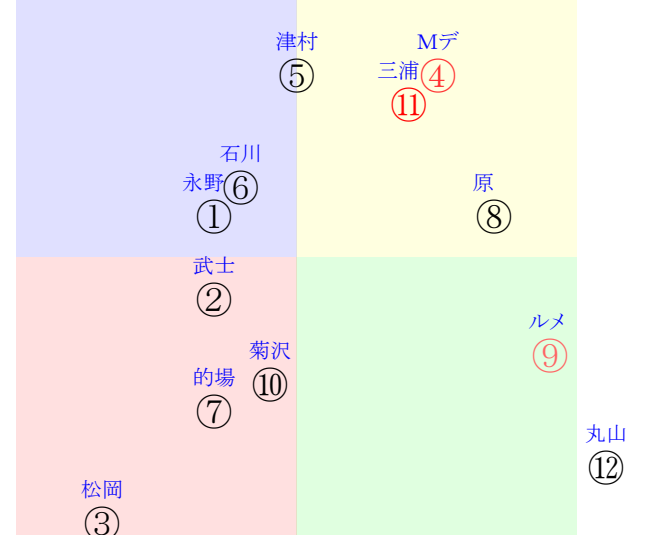 津村
⑤
Mデ
④
三浦
⑪
石川
⑥
永野
①
原
⑧
武士
②
ルメ
⑨
菊沢
⑩
的場
⑦
丸山
⑫
松岡
③